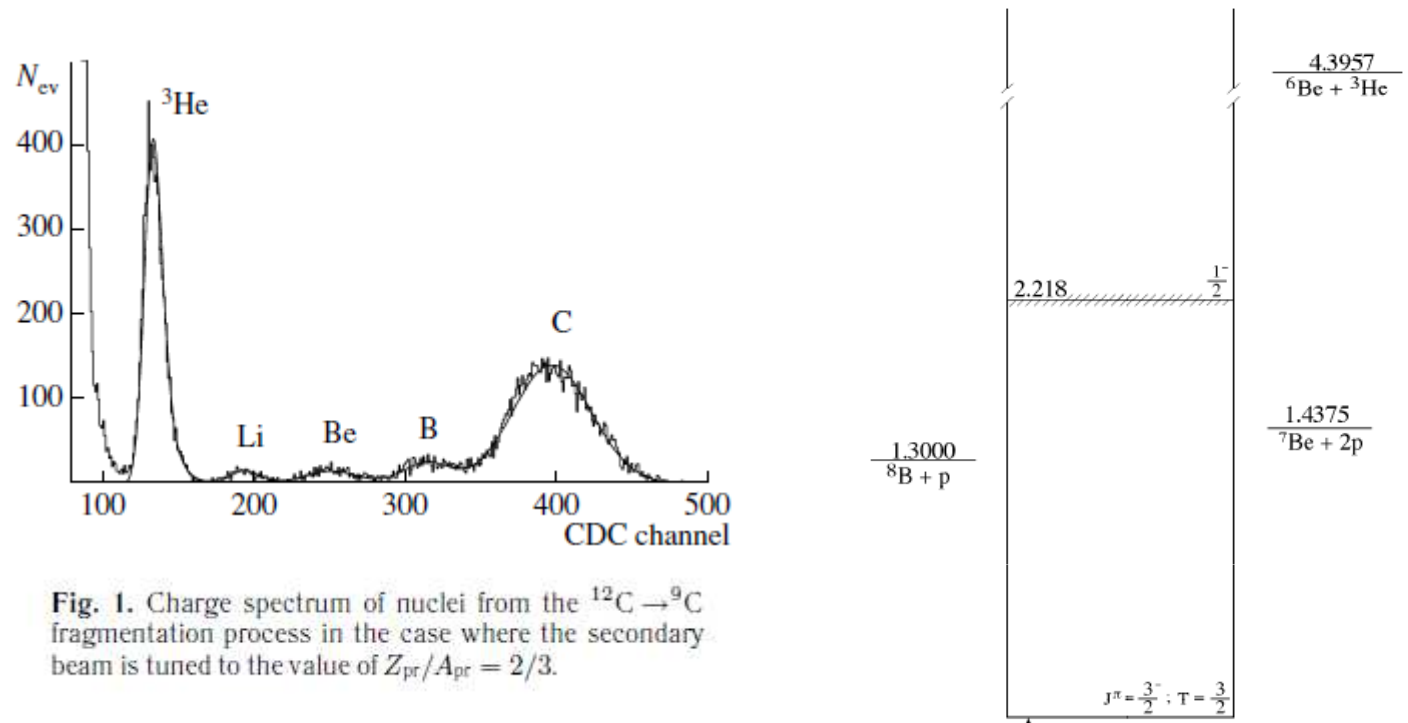 N_ev
400
300
200
100
³He
Li
Be
B
C
100 200 300 400 500
CDC channel
Fig. 1. Charge spectrum of nuclei from the ¹²C →⁹C
fragmentation process in the case where the secondary
beam is tuned to the value of Z_pr/A_pr = 2/3.
4.3957
⁶Be + ³He
2.218
1⁻/2
1.4375
⁷Be + 2p
1.3000
⁸B + p
J^π = 3⁻/2 ; T = 3/2